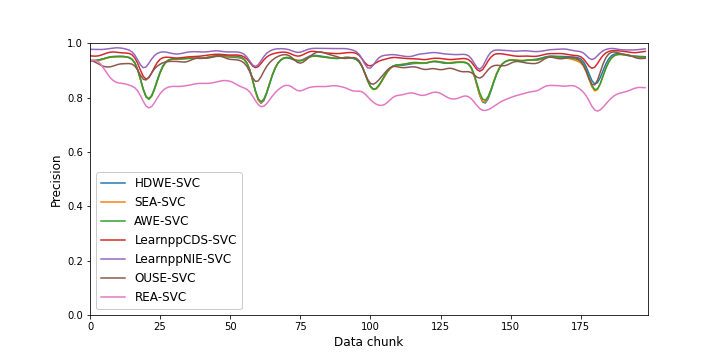 1.0
0.8
0.6
0.4
0.2
0.0
Precision
HDWE-SVC
SEA-SVC
AWE-SVC
LearnppCDS-SVC
LearnppNIE-SVC
OUSE-SVC
REA-SVC
0 25 50 75 100 125 150 175
Data chunk